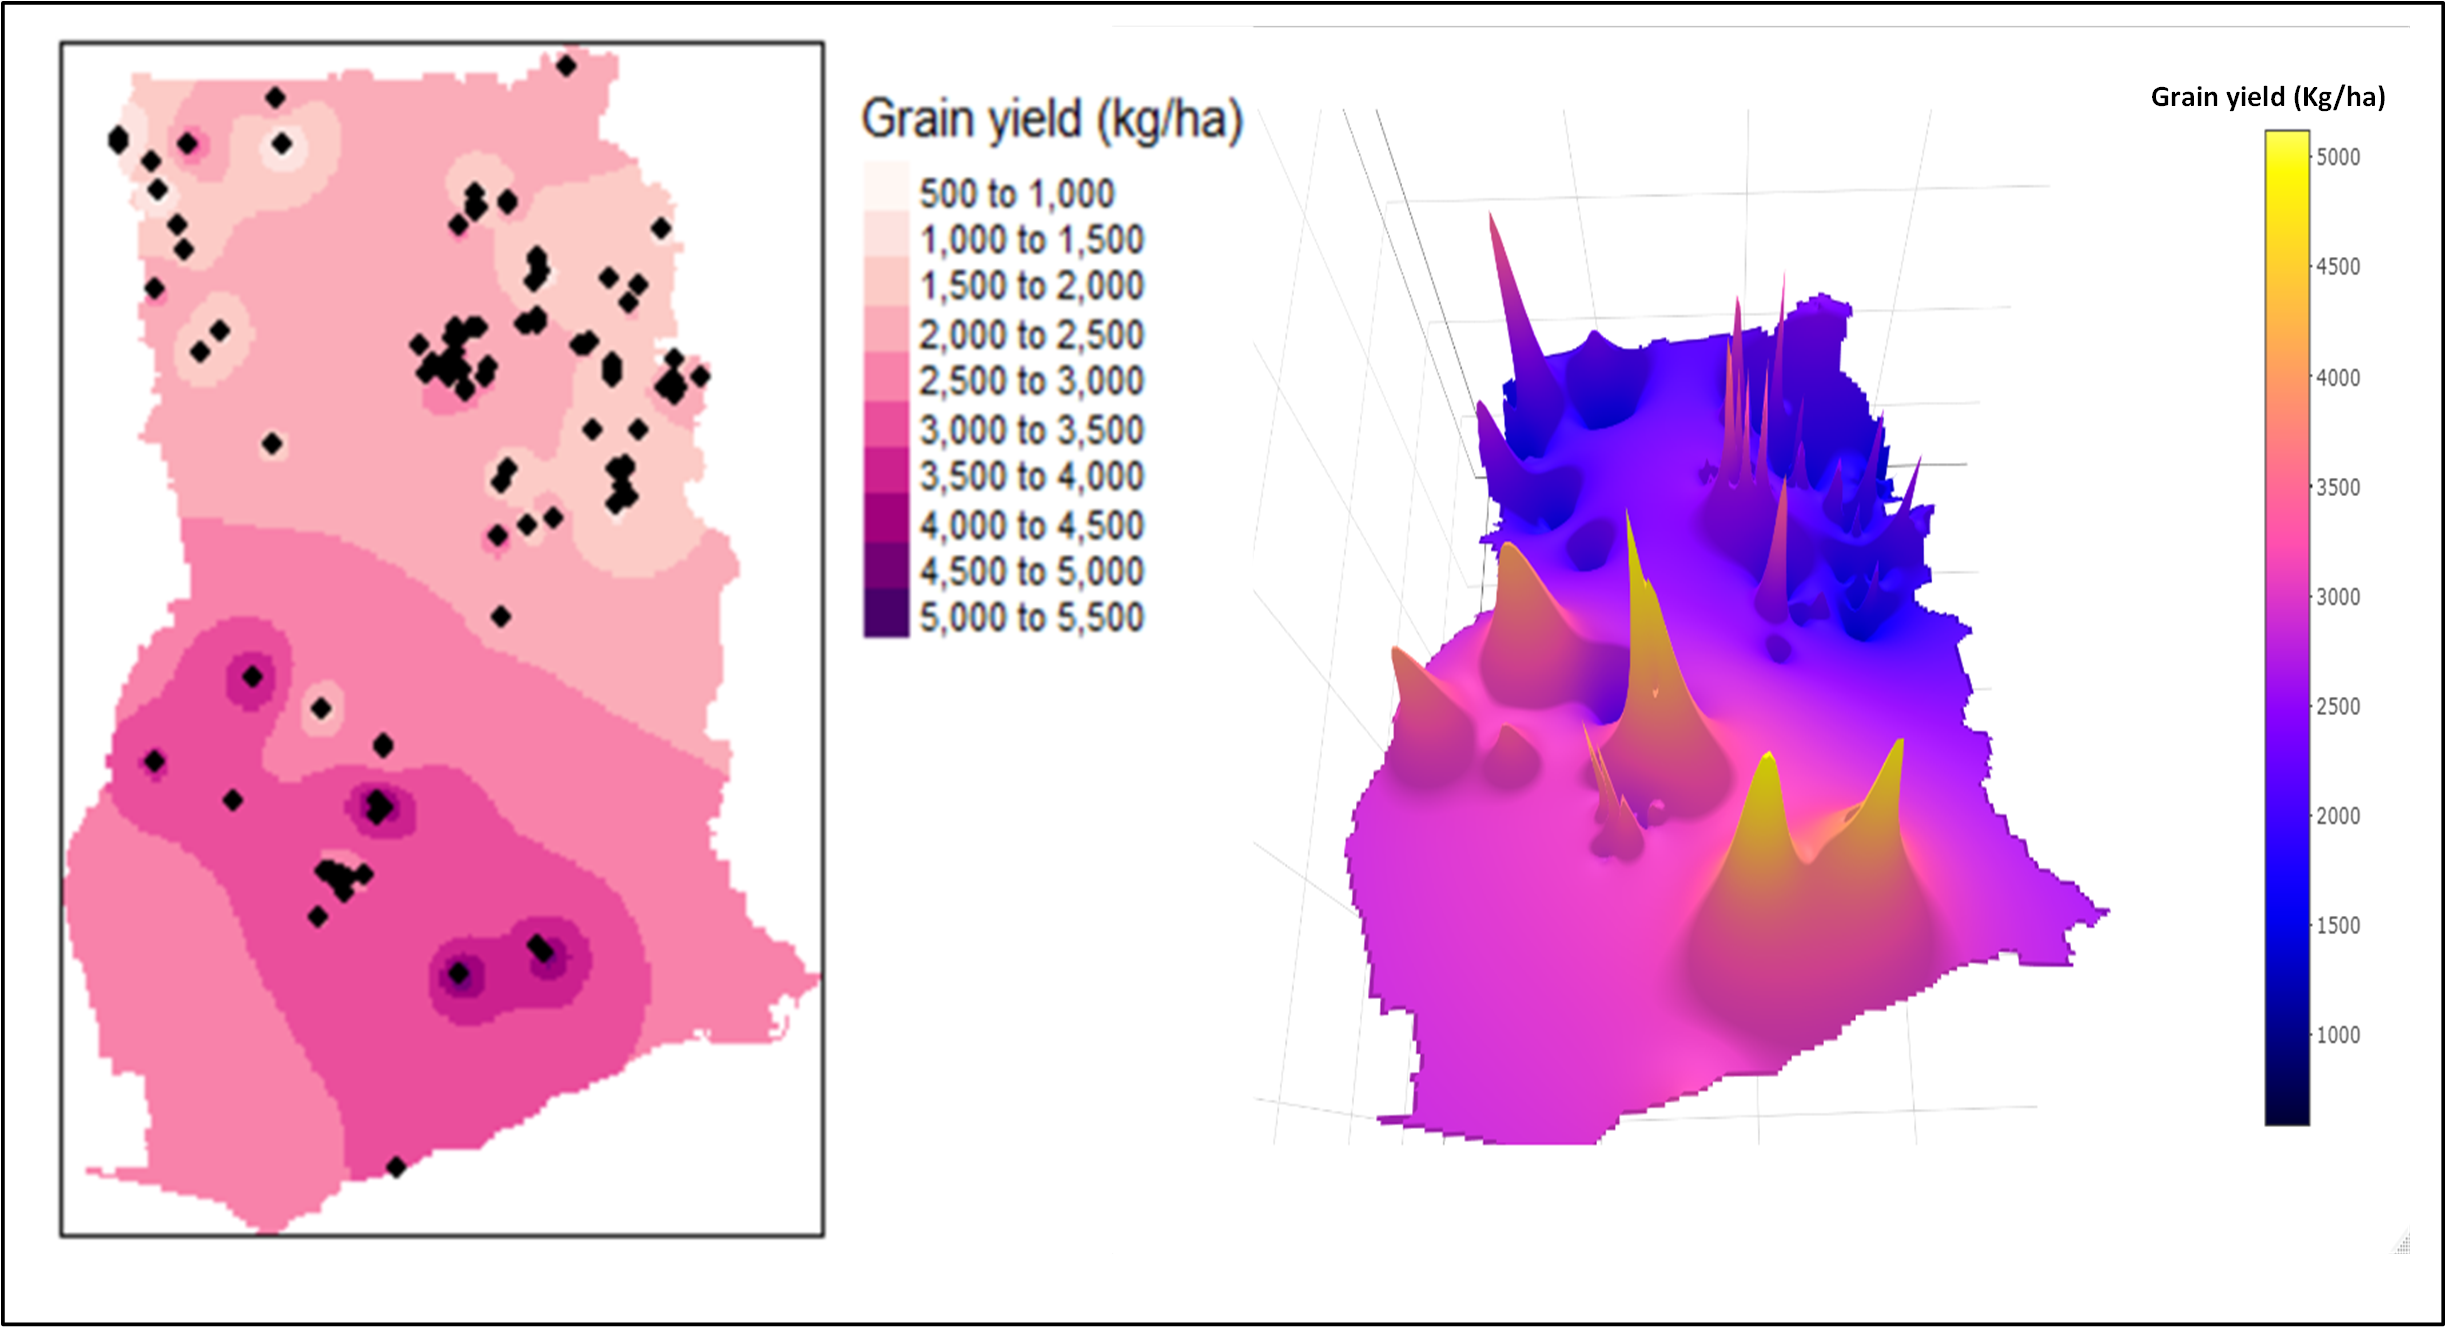 Grain yield (kg/ha)
500 to 1,000
1,000 to 1,500
1,500 to 2,000
2,000 to 2,500
2,500 to 3,000
3,000 to 3,500
3,500 to 4,000
4,000 to 4,500
4,500 to 5,000
5,000 to 5,500
Grain yield (Kg/ha)
5000
4500
4000
3500
3000
2500
2000
1500
1000